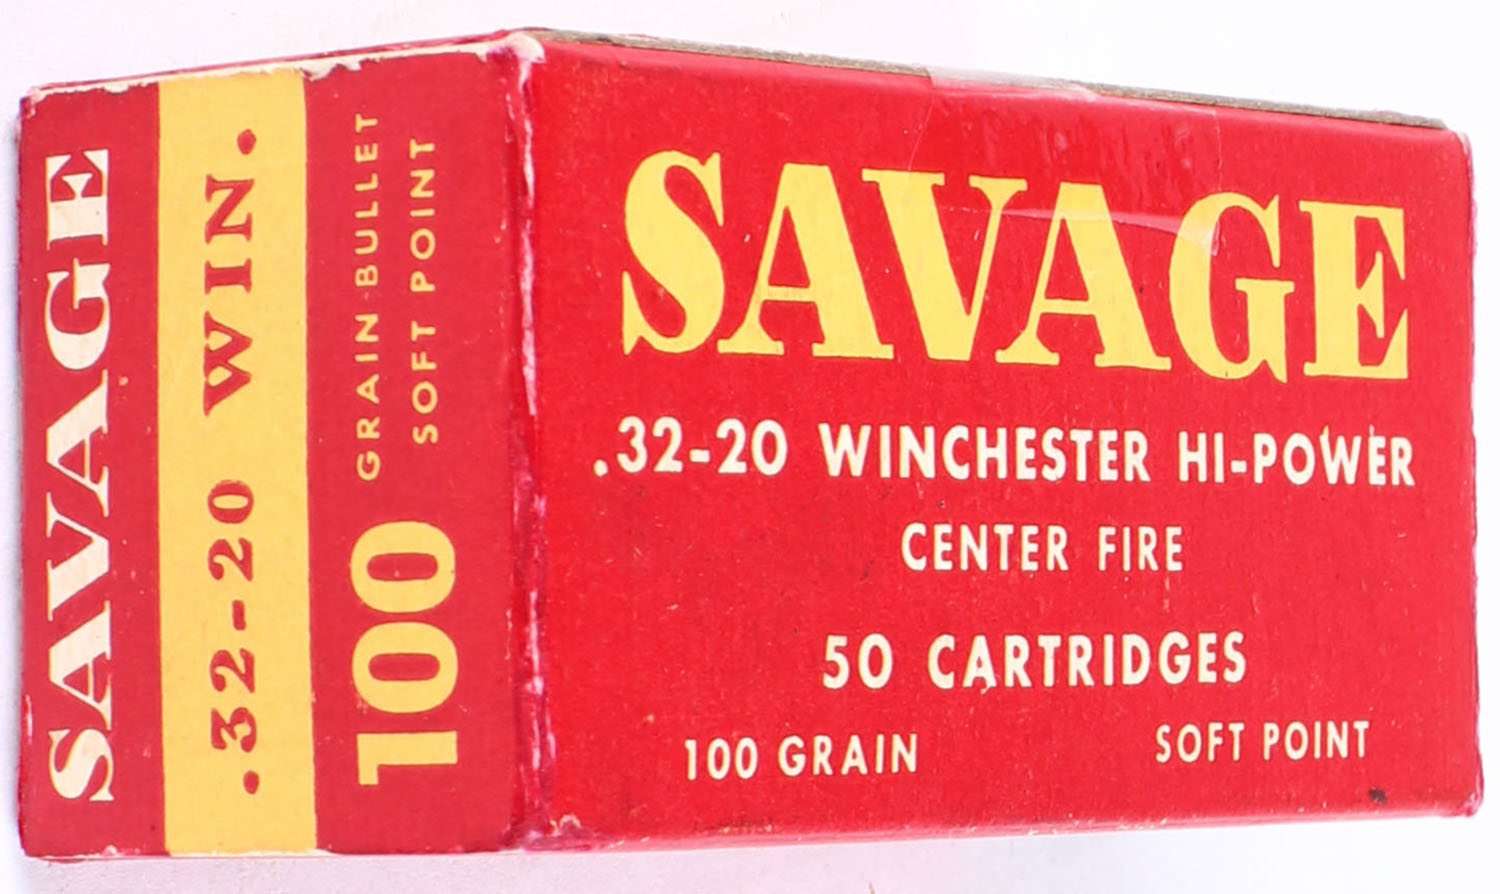 SAVAGE
.32-20 WIN.
100 GRAIN-BULLET
SOFT POINT
SAVAGE
.32-20 WINCHESTER HI-POWER
CENTER FIRE
50 CARTRIDGES
100 GRAIN SOFT POINT